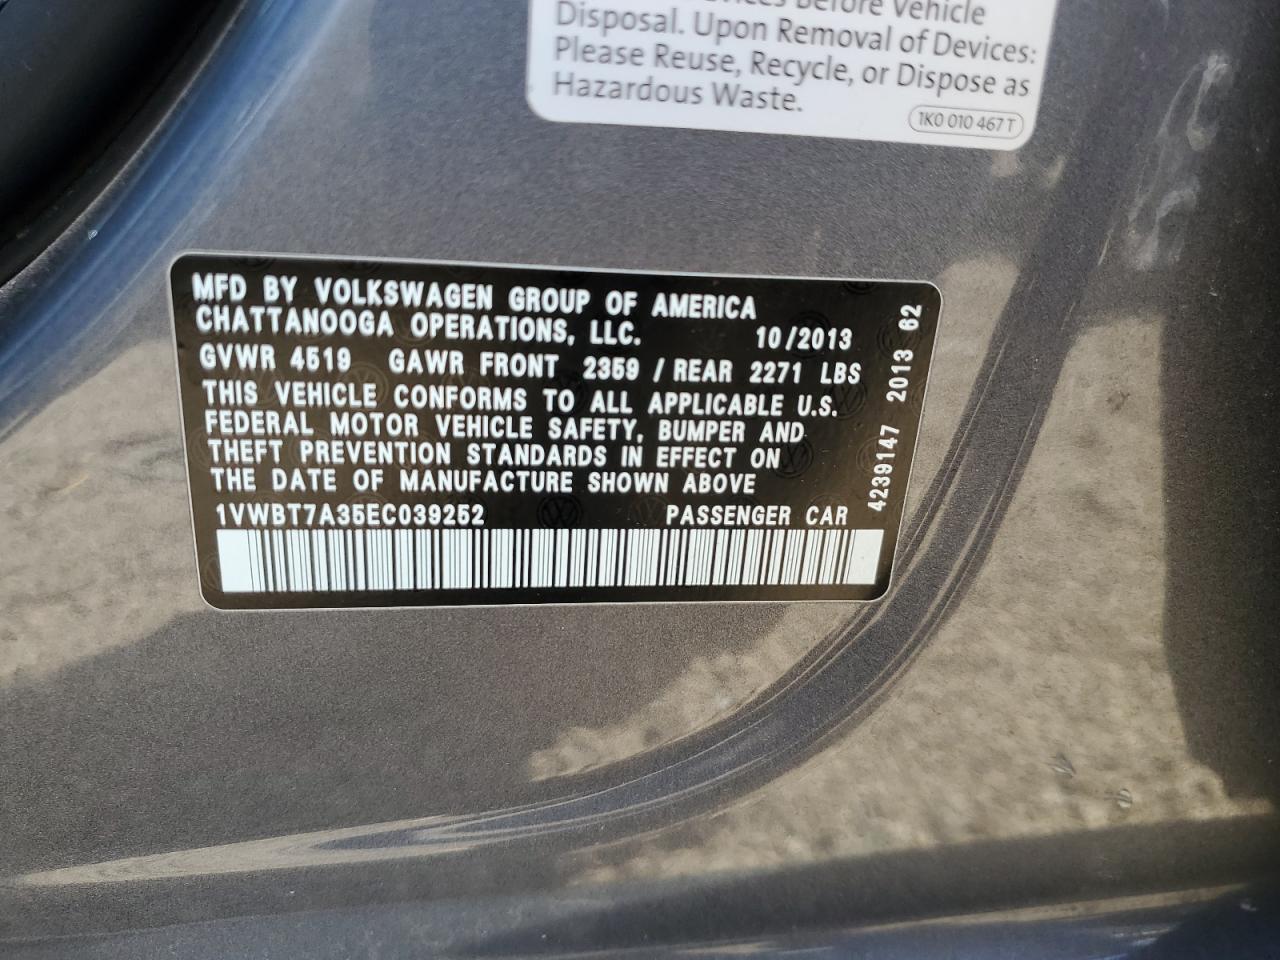 Before Vehicle
Disposal. Upon Removal of Devices:
Please Reuse, Recycle, or Dispose as
Hazardous Waste.
1K0 010 467 T
MFD BY VOLKSWAGEN GROUP OF AMERICA
CHATTANOOGA OPERATIONS, LLC. 10/2013
GVWR 4519 GAWR FRONT 2359 / REAR 2271 LBS
THIS VEHICLE CONFORMS TO ALL APPLICABLE U.S.
FEDERAL MOTOR VEHICLE SAFETY, BUMPER AND
THEFT PREVENTION STANDARDS IN EFFECT ON
THE DATE OF MANUFACTURE SHOWN ABOVE
1VWBT7A35EC039252 PASSENGER CAR
4239147 2013 62